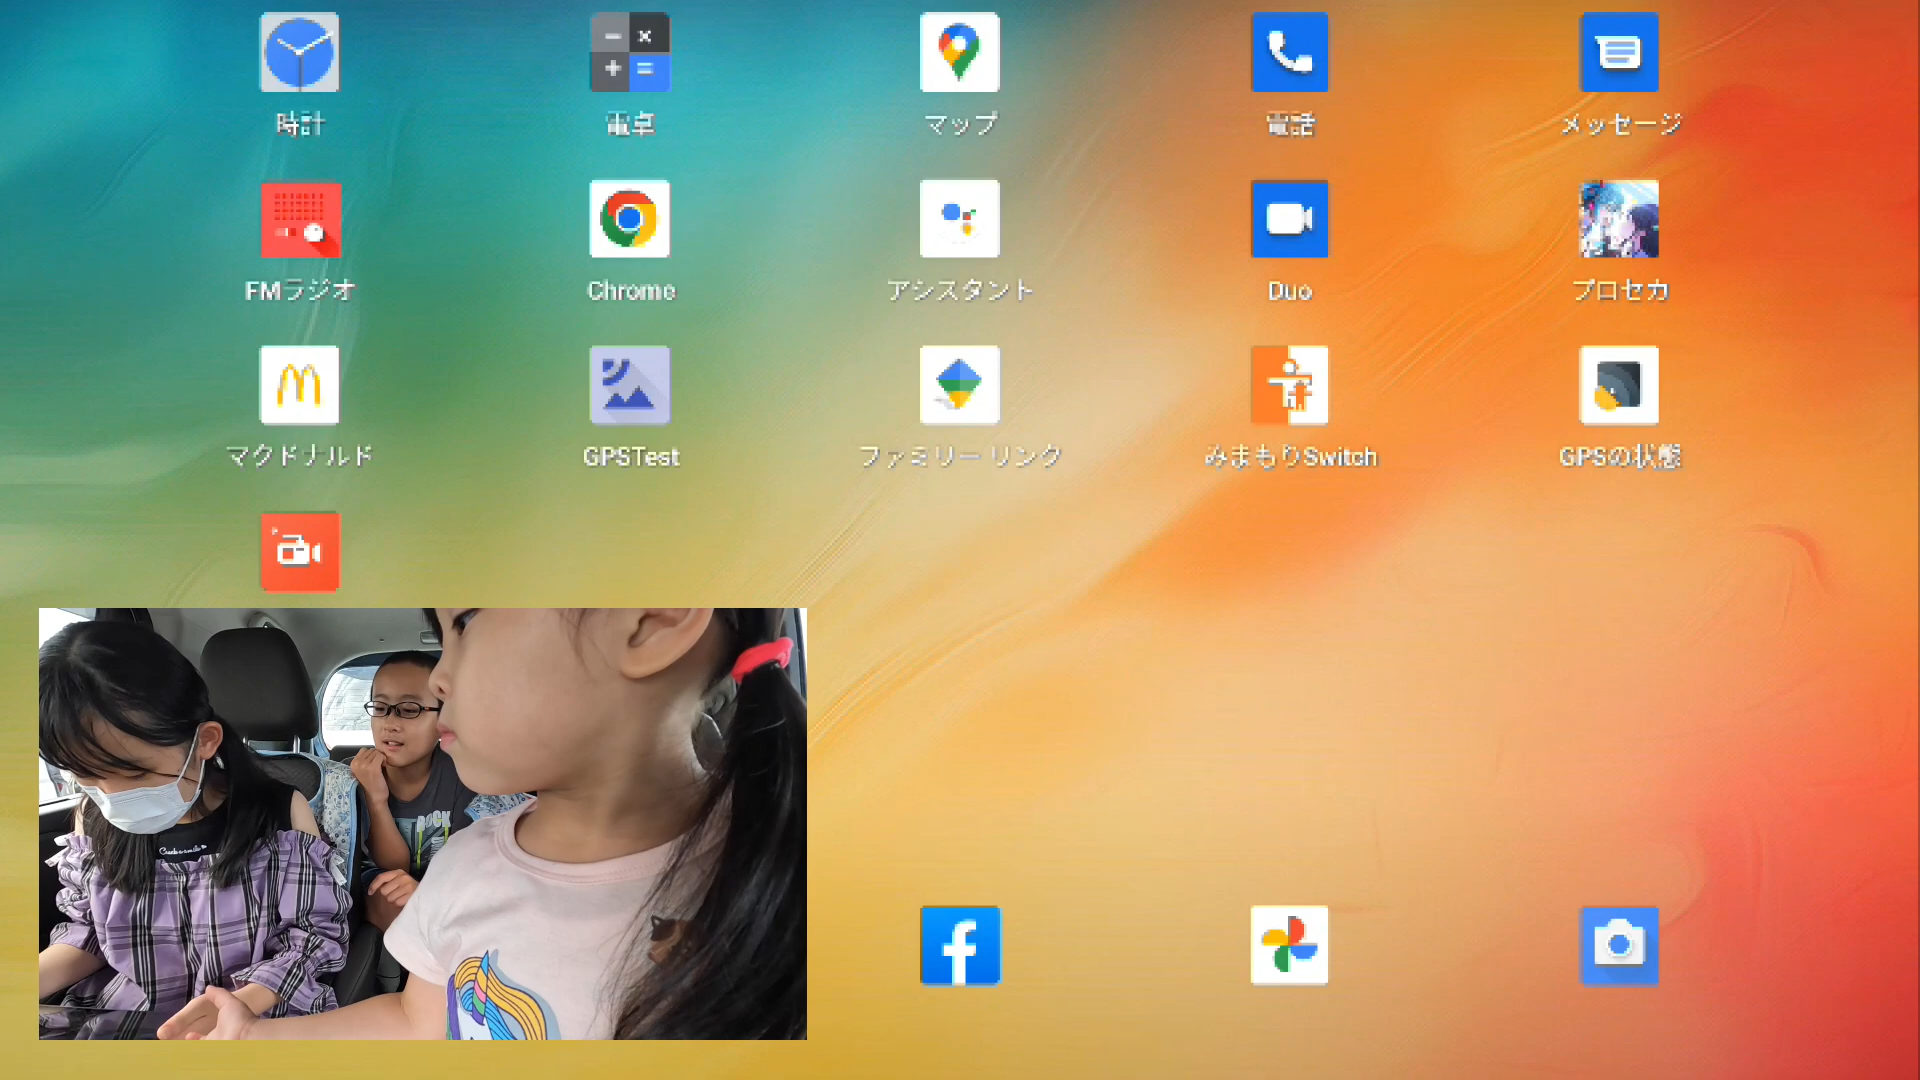 時計 電卓 マップ 電話 メッセージ
FMラジオ Chrome アシスタント Duo プロセカ
マクドナルド GPSTest ファミリー リンク みまもりSwitch GPSの状態
ROCK